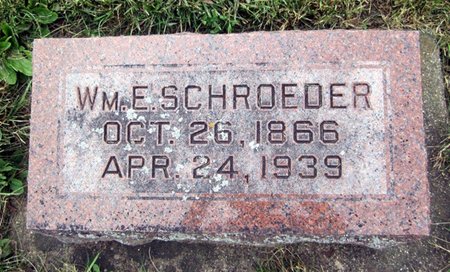 Wm. E. SCHROEDER
OCT. 26, 1866
APR. 24, 1939